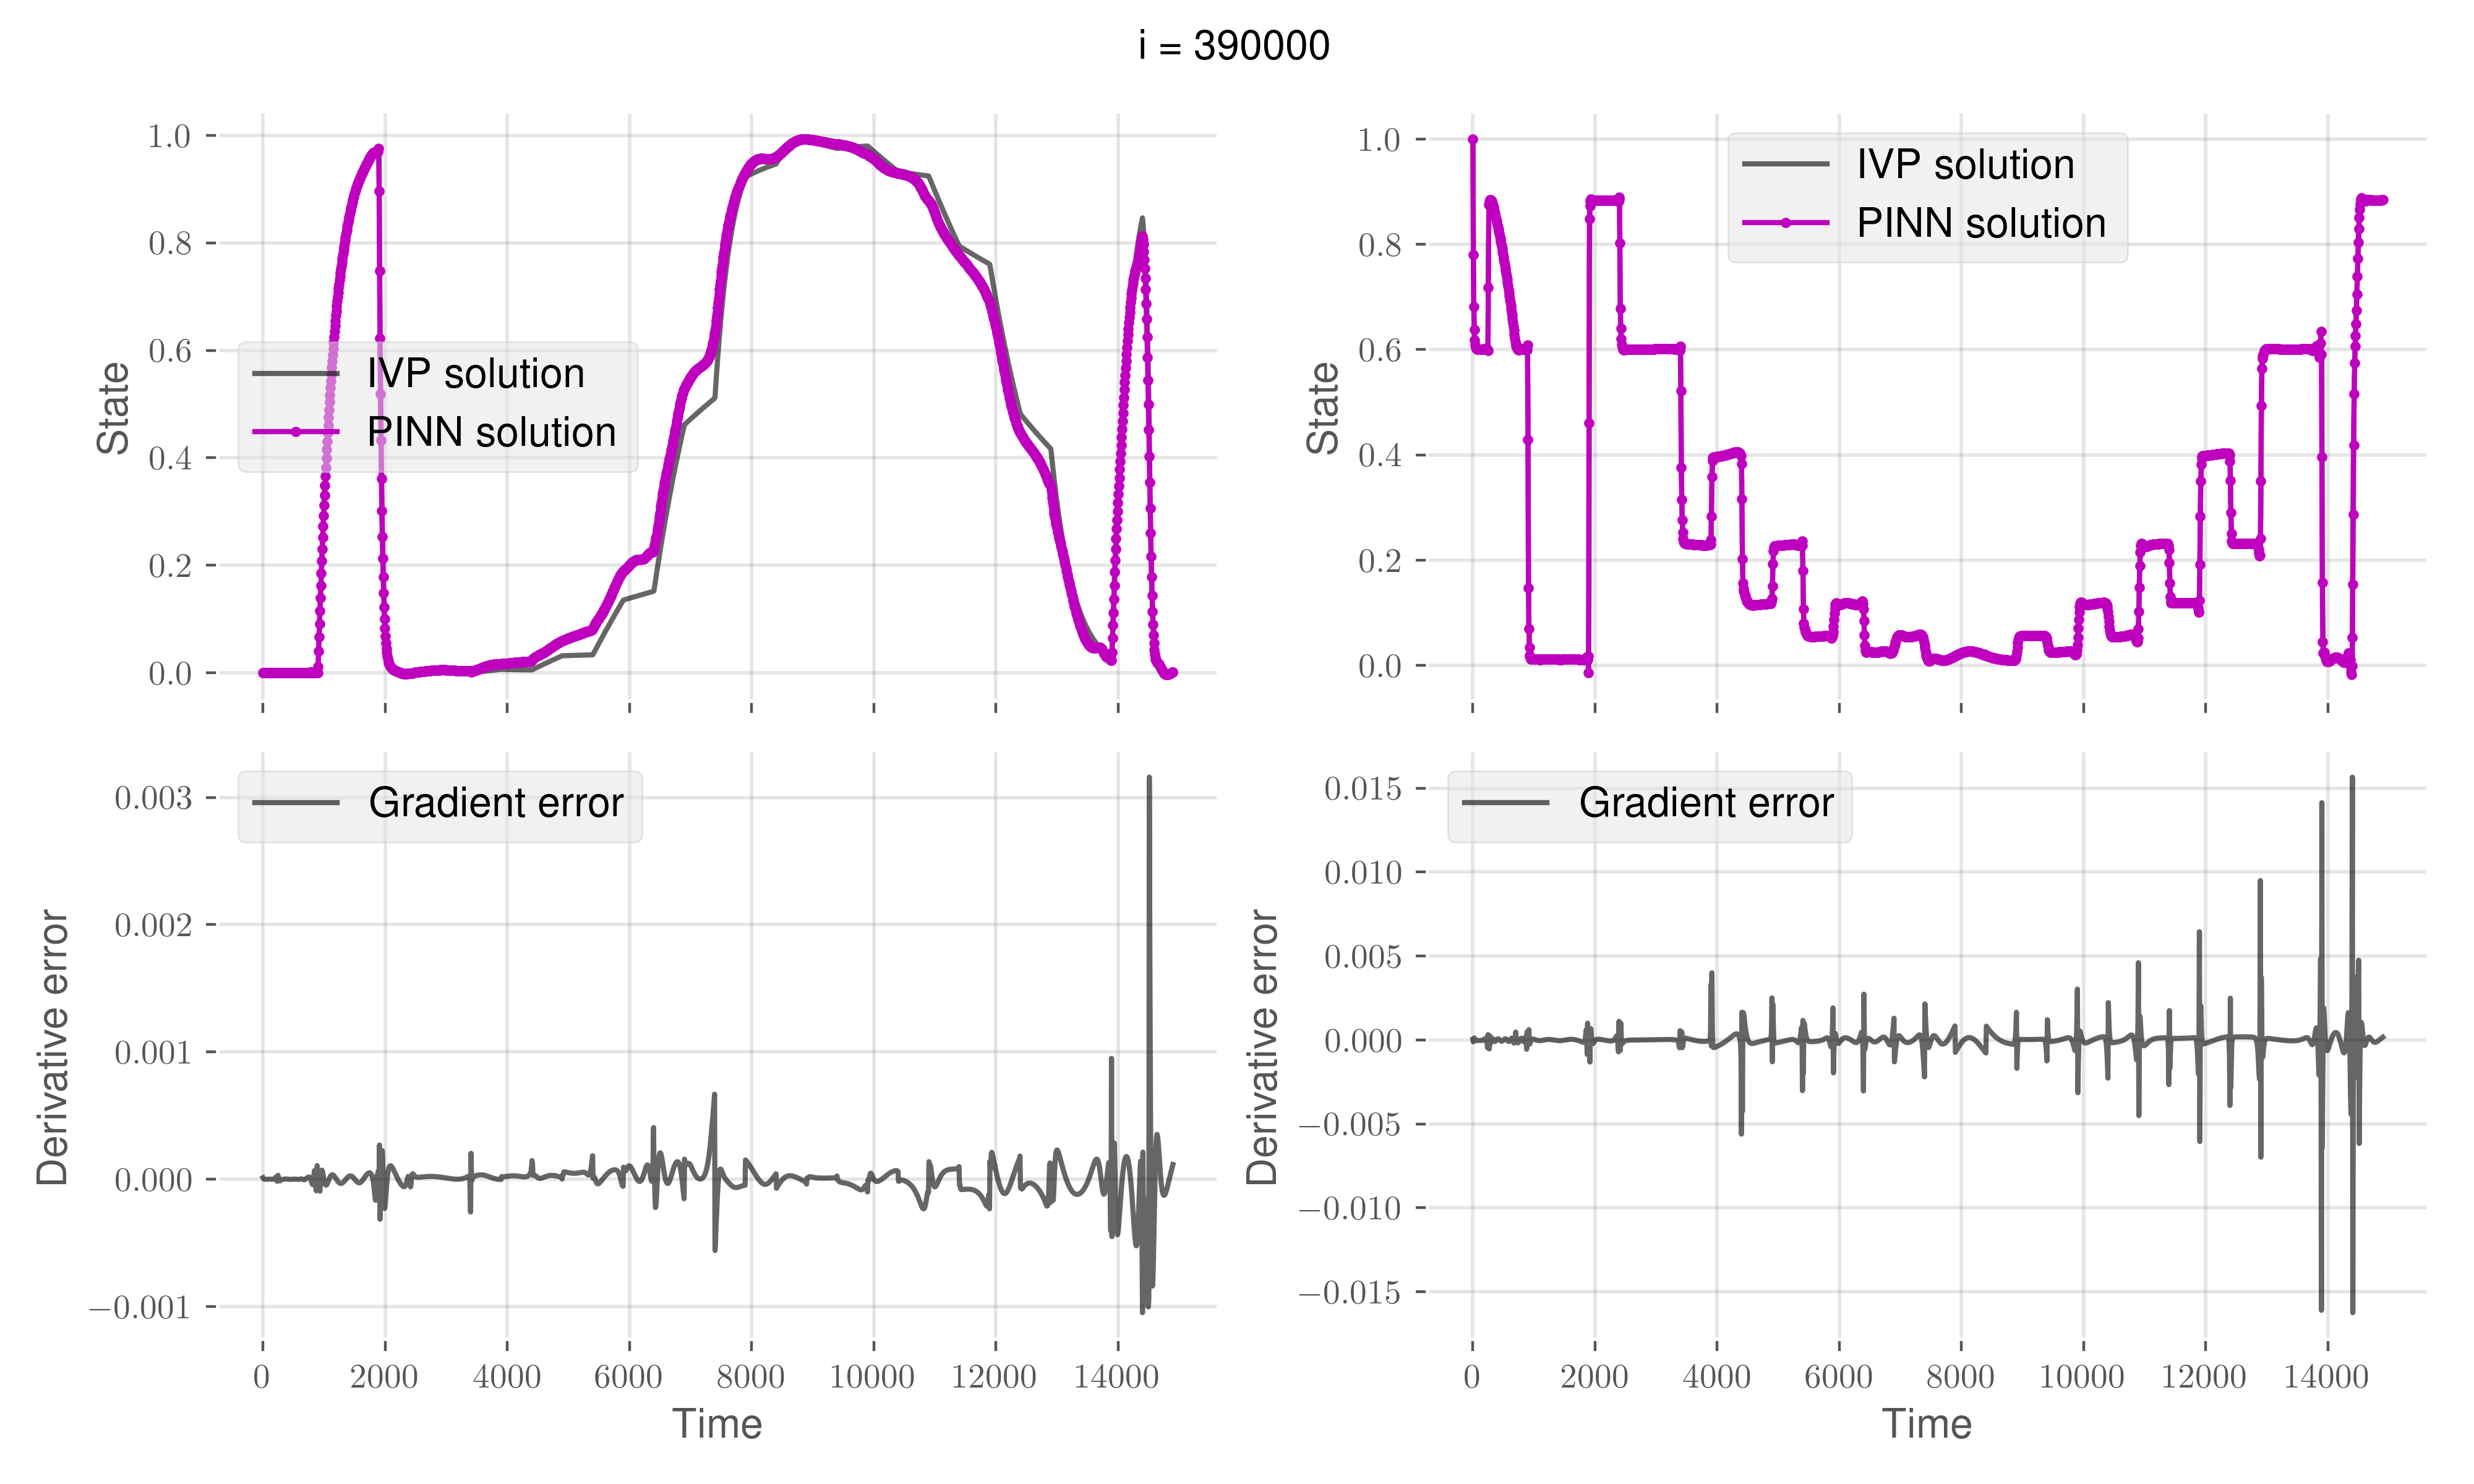 i = 390000
1.0
0.8
0.6
0.4
0.2
0.0
State
IVP solution
PINN solution
1.0
0.8
0.6
0.4
0.2
0.0
State
IVP solution
PINN solution
0.003
0.002
0.001
0.000
−0.001
Derivative error
Gradient error
0 2000 4000 6000 8000 10000 12000 14000
Time
0.015
0.010
0.005
0.000
−0.005
−0.010
−0.015
Derivative error
Gradient error
0 2000 4000 6000 8000 10000 12000 14000
Time